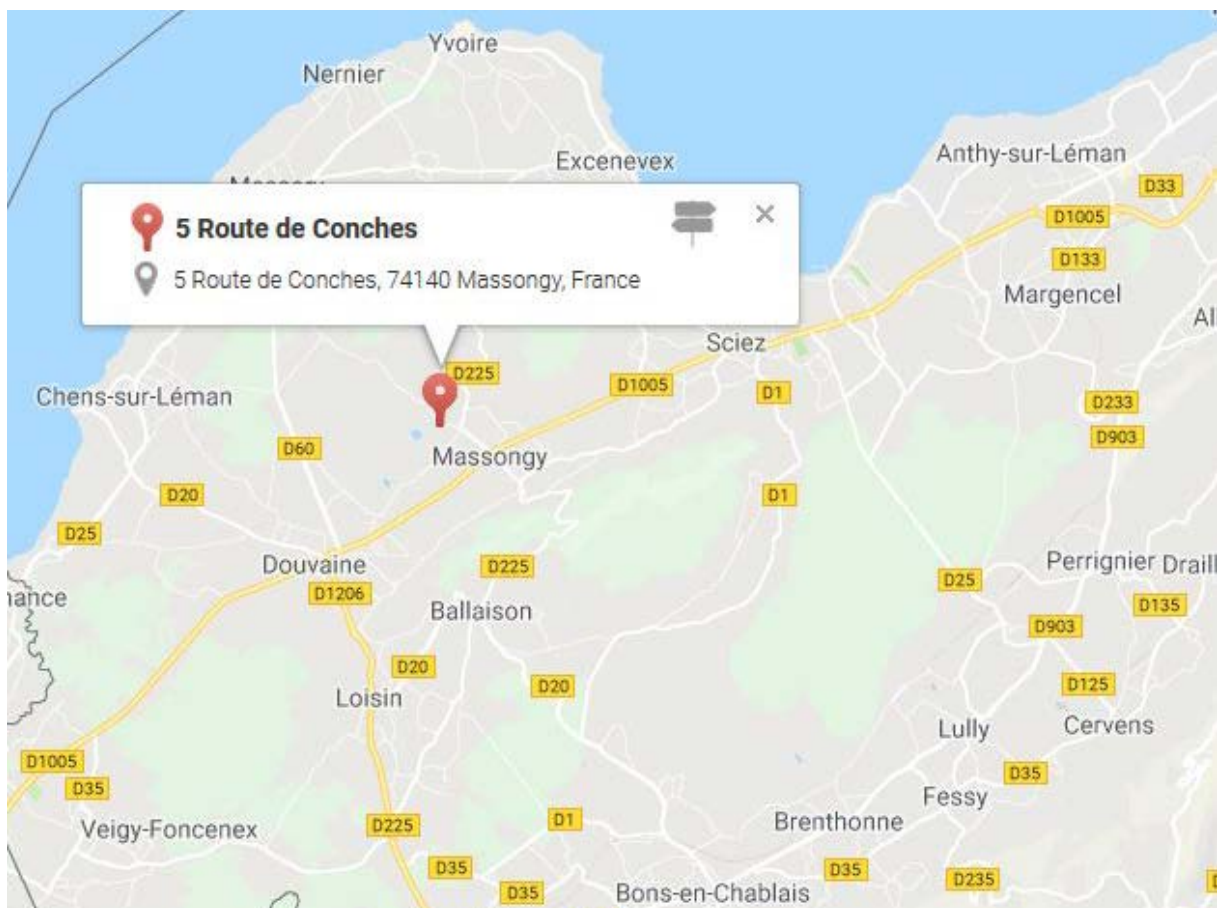 Yvoire
Nernier
Excenevex
Anthy-sur-Léman
D33
5 Route de Conches
5 Route de Conches, 74140 Massongy, France
D1005
D133
Margencel
Sciez
D225
D1005
D1
Chens-sur-Léman
D233
D903
D60
Massongy
D20
D1
D25
Douvaine
D225
Perrignier
Draill
D25
D1206
Ballaison
D135
D903
D20
D20
D125
Loisin
Lully
Cervens
D1005
D35
D35
Fessy
Veigy-Foncenex
D225
D1
Brenthonne
D35
D35
D35
D235
Bons-en-Chablais